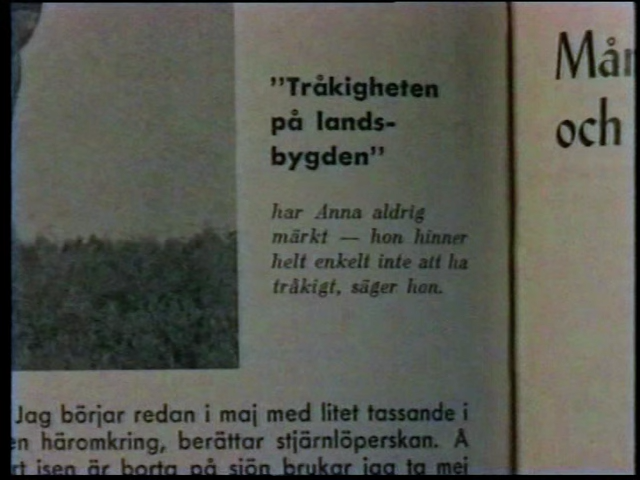 ”Tråkigheten
på lands-
bygden”
har Anna aldrig
märkt — hon hinner
helt enkelt inte att ha
tråkigt, säger hon.
Jag börjar redan i maj med litet tassande i
häromkring, berättar stjärnlöperskan. Å
isen är borta på sjön brukar jag ta mej
och